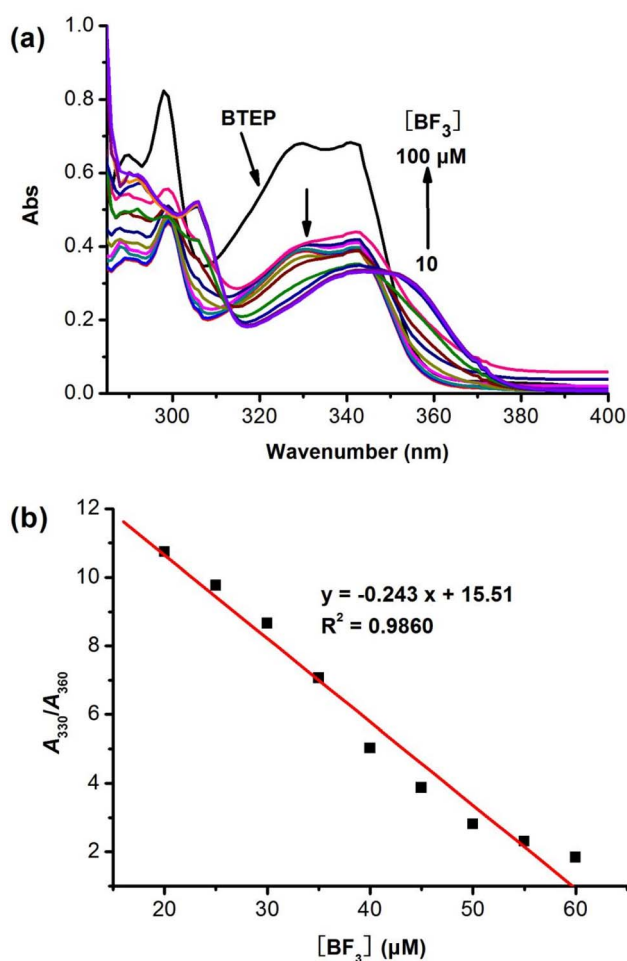 (a)
1.0
0.8
0.6
0.4
0.2
0.0
Abs
BTEP
[BF3]
100 µM
10
300 320 340 360 380 400
Wavenumber (nm)
(b)
12
10
8
6
4
2
A330/A360
y = -0.243 x + 15.51
R2 = 0.9860
20 30 40 50 60
[BF3] (µM)